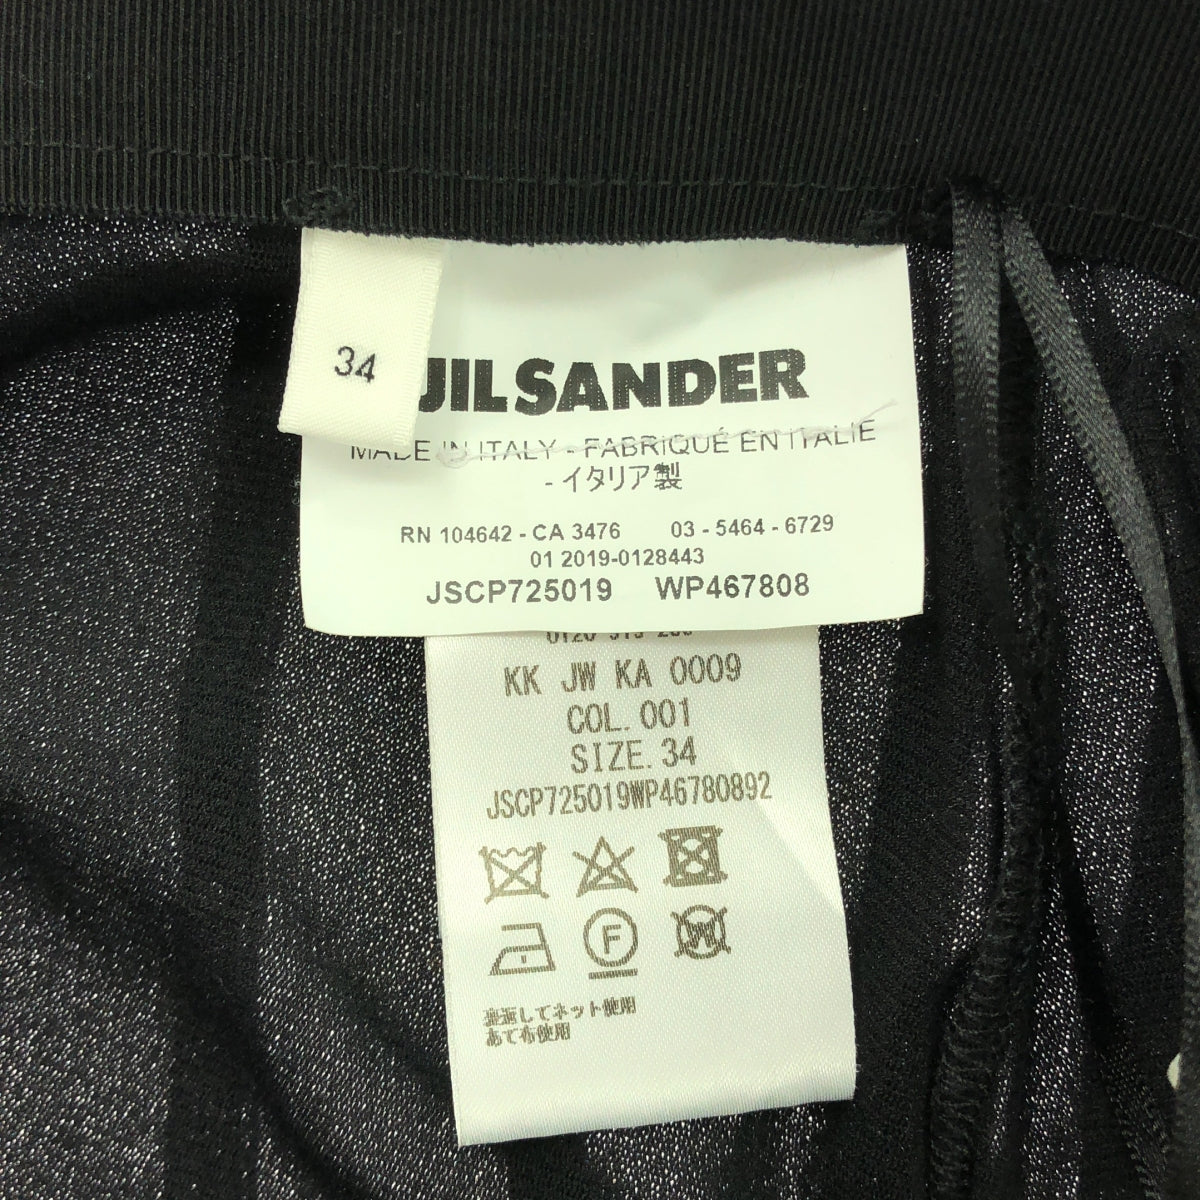 34
JIL SANDER
MADE IN ITALY - FABRIQUÉ EN ITALIE
- イタリア製
RN 104642 - CA 3476 03 - 5464 - 6729
01 2019-0128443
JSCP725019 WP467808
KK JW KA 0009
COL. 001
SIZE. 34
JSCP725019WP46780892
F
W
裏返してネット使用
あて布使用